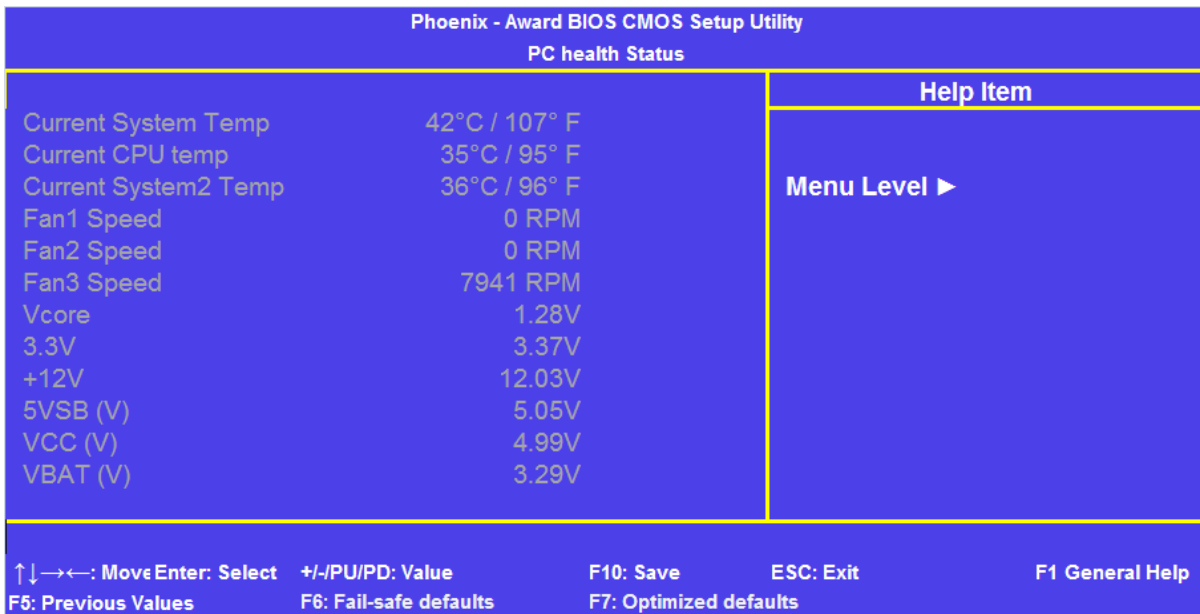 Phoenix - Award BIOS CMOS Setup Utility
PC health Status
Help Item
Current System Temp 42°C / 107° F
Current CPU temp 35°C / 95° F
Current System2 Temp 36°C / 96° F
Menu Level ►
Fan1 Speed 0 RPM
Fan2 Speed 0 RPM
Fan3 Speed 7941 RPM
Vcore 1.28V
3.3V 3.37V
+12V 12.03V
5VSB (V) 5.05V
VCC (V) 4.99V
VBAT (V) 3.29V
↑↓→←: Move Enter: Select +/-/PU/PD: Value F10: Save ESC: Exit F1 General Help
F5: Previous Values F6: Fail-safe defaults F7: Optimized defaults